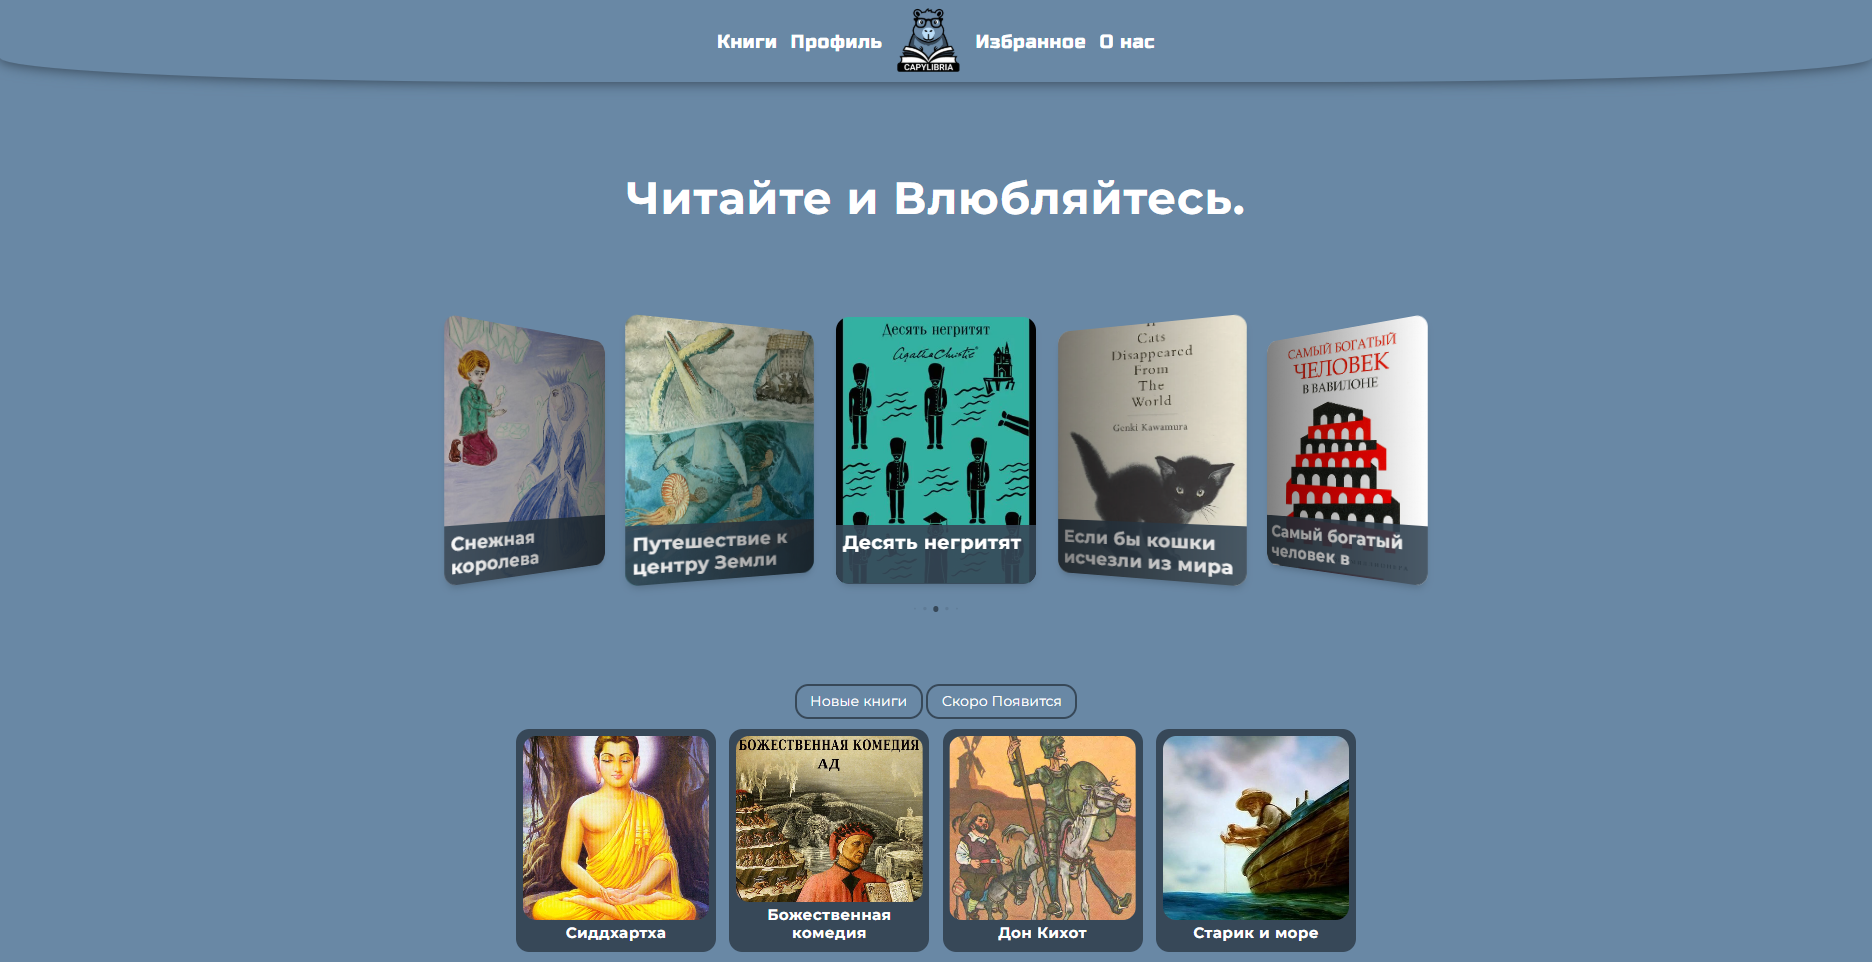 Книги Профиль Избранное О нас
CAPYLIBRIA
Читайте и Влюбляйтесь.
Снежная
королева
Путешествие к
центру Земли
Десять негритят
Agatha Christie
Десять негритят
Cats
Disappeared
From
The
World
Genki Kawamura
Если бы кошки
исчезли из мира
САМЫЙ БОГАТЫЙ
ЧЕЛОВЕК
В ВАВИЛОНЕ
Самый богатый
человек в
Новые книги Скоро Появится
Сиддхартха
БОЖЕСТВЕННАЯ КОМЕДИЯ
АД
Божественная
комедия
Дон Кихот
Старик и море